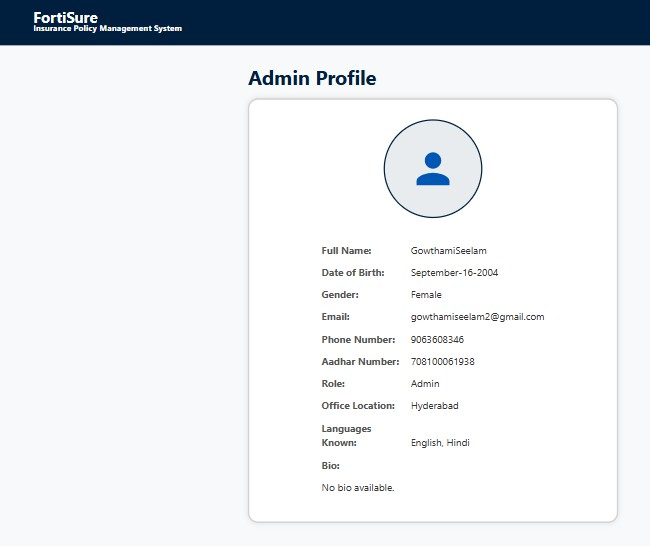 FortiSure
Insurance Policy Management System
Admin Profile
Full Name: GowthamiSeelam
Date of Birth: September-16-2004
Gender: Female
Email: gowthamiseelam2@gmail.com
Phone Number: 9063608346
Aadhar Number: 708100061938
Role: Admin
Office Location: Hyderabad
Languages
Known: English, Hindi
Bio:
No bio available.